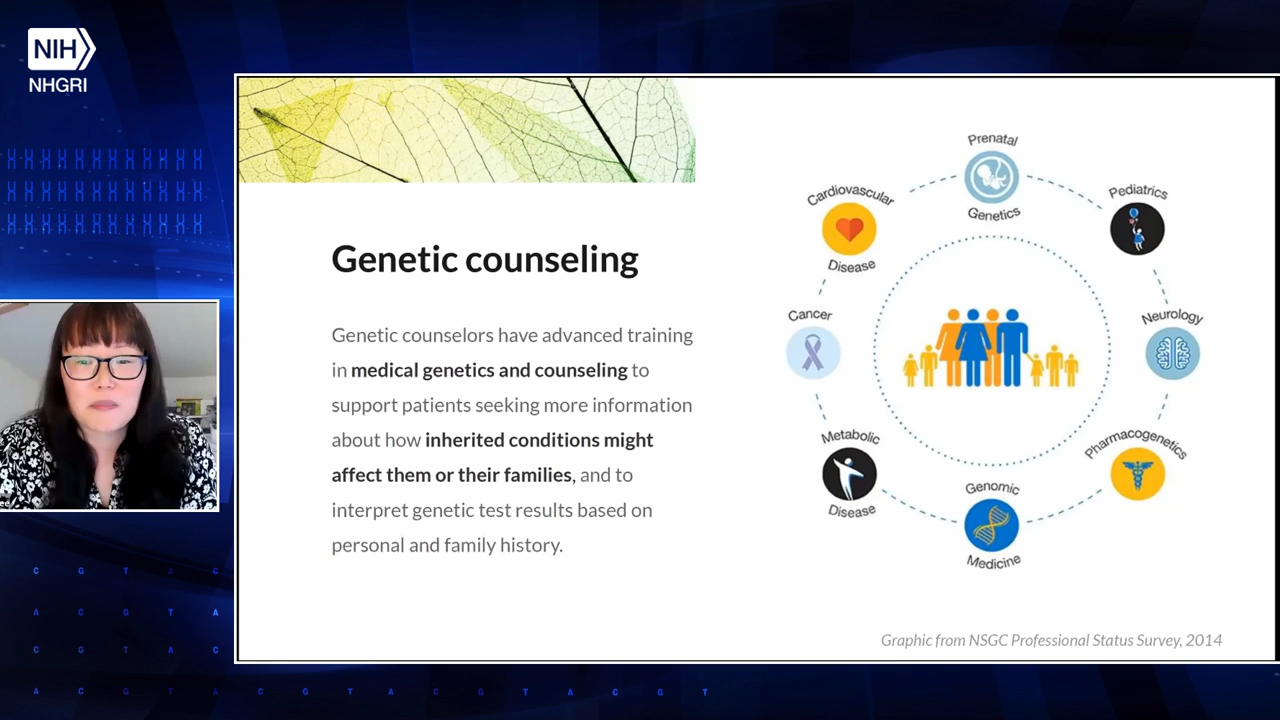 NIH
NHGRI
Genetic counseling
Genetic counselors have advanced training
in medical genetics and counseling to
support patients seeking more information
about how inherited conditions might
affect them or their families, and to
interpret genetic test results based on
personal and family history.
Prenatal
Genetics
Pediatrics
Neurology
Pharmacogenetics
Genomic
Medicine
Metabolic
Disease
Cancer
Cardiovascular
Disease
Graphic from NSGC Professional Status Survey, 2014
C G T A C
A C G T A
C G T A C
A C G T A C G T A C G T A C G T